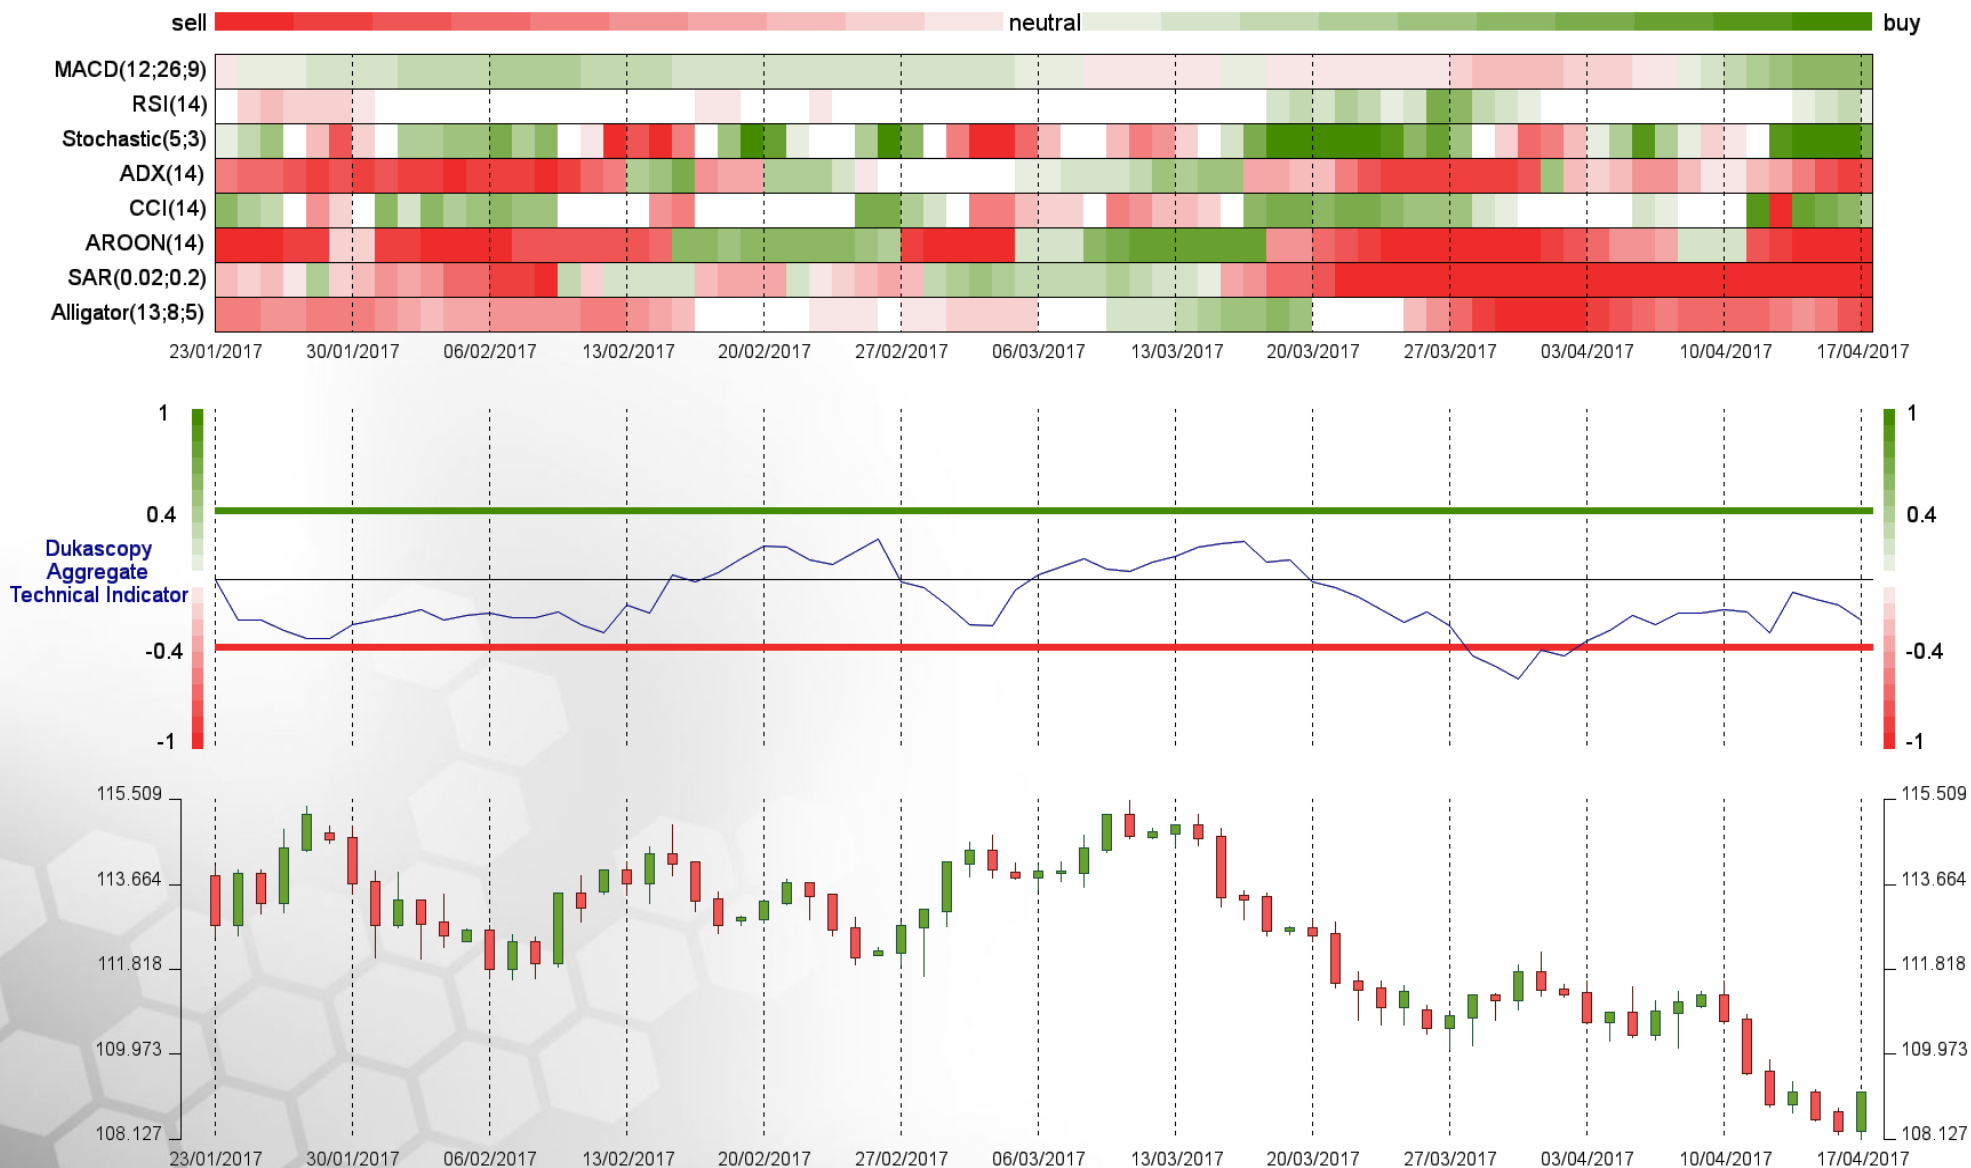 sell neutral buy
MACD(12;26;9)
RSI(14)
Stochastic(5;3)
ADX(14)
CCI(14)
AROON(14)
SAR(0.02;0.2)
Alligator(13;8;5)
23/01/2017 30/01/2017 06/02/2017 13/02/2017 20/02/2017 27/02/2017 06/03/2017 13/03/2017 20/03/2017 27/03/2017 03/04/2017 10/04/2017 17/04/2017
1 1
0.4 0.4
Dukascopy
Aggregate
Technical Indicator
-0.4 -0.4
-1 -1
115.509 115.509
113.664 113.664
111.818 111.818
109.973 109.973
108.127 108.127
23/01/2017 30/01/2017 06/02/2017 13/02/2017 20/02/2017 27/02/2017 06/03/2017 13/03/2017 20/03/2017 27/03/2017 03/04/2017 10/04/2017 17/04/2017